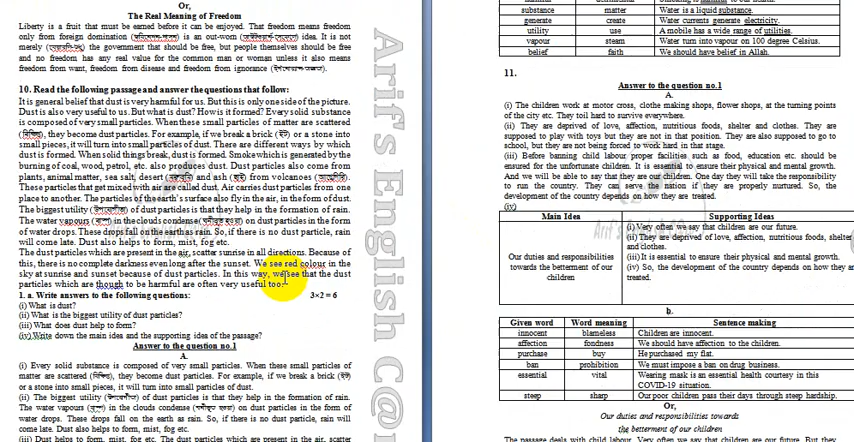 Or,
The Real Meaning of Freedom
Liberty is a fruit that must be earned before it can be enjoyed. That freedom means freedom
only from foreign domination is an out-worn idea. It is not
merely the government that should be free, but people themselves should be free
and no freedom has any real value for the common man or woman unless it also means
freedom from want, freedom from disease and freedom from ignorance
10. Read the following passage and answer the questions that follow:
It is general belief that dust is very harmful for us. But this is only one side of the picture.
Dust is also very useful to us. But what is dust? How is it formed? Every solid substance
is composed of very small particles. When these small particles of matter are scattered
they become dust particles. For example, if we break a brick (ইট) or a stone into
small pieces, it will turn into small particles of dust. There are different ways by which
dust is formed. When solid things break, dust is formed. Smoke which is generated by the
burning of coal, wood, petrol, etc. also produces dust. Dust particles also come from
plants, animal matter, sea salt, desert and ash (ছাই) from volcanoes
These particles that get mixed with air are called dust. Air carries dust particles from one
place to another. The particles of the earth's surface also fly in the air, in the form of dust.
The biggest utility of dust particles is that they help in the formation of rain.
The water vapours in the clouds condense on dust particles in the form
of water drops. These drops fall on the earth as rain. So, if there is no dust particle, rain
will come late. Dust also helps to form, mist, fog etc.
The dust particles which are present in the air, scatter sunrise in all directions. Because of
this, there is no complete darkness even long after the sunset. We see red colour in the
sky at sunrise and sunset because of dust particles. In this way, we see that the dust
particles which are though to be harmful are often very useful too.
1. a. Write answers to the following questions: 3×2 = 6
(i) What is dust?
(ii) What is the biggest utility of dust particles?
(iii) What does dust help to form?
(iv) Write down the main idea and the supporting idea of the passage?
Answer to the question no.1
A.
(i) Every solid substance is composed of very small particles. When these small particles of
matter are scattered they become dust particles. For example, if we break a brick (ইট)
or a stone into small pieces, it will turn into small particles of dust.
(ii) The biggest utility of dust particles is that they help in the formation of rain.
The water vapours in the clouds condense on dust particles in the form of
water drops. These drops fall on the earth as rain. So, if there is no dust particle, rain will
come late. Dust also helps to form, mist, fog etc.
(iii) Dust helps to form, mist, fog etc. The dust particles which are present in the air, scatter
Arif's English C@r
substance matter Water is a liquid substance.
generate create Water currents generate electricity.
utility use A mobile has a wide range of utilities.
vapour steam Water turn into vapour on 100 degree Celsius.
belief faith We should have belief in Allah.
11.
Answer to the question no.1
A.
(i) The children work at motor cross, clothe making shops, flower shops, at the turning points
of the city etc. They toil hard to survive everywhere.
(ii) They are deprived of love, affection, nutritious foods, shelter and clothes. They are
supposed to play with toys but they are not in that position. They are also supposed to go to
school, but they are not being forced to work hard in that stage.
(iii) Before banning child labour proper facilities such as food, education etc. should be
ensured for the unfortunate children. It is essential to ensure their physical and mental growth.
And we will be able to say that they are our children. One day they will take the responsibility
to run the country. They can serve the nation if they are properly nurtured. So, the
development of the country depends on how they are treated.
(iv)
Main Idea Supporting Ideas
Our duties and responsibilities
towards the betterment of our
children
(i) Very often we say that children are our future.
(ii) They are deprived of love, affection, nutritious foods, shelter
and clothes.
(iii) It is essential to ensure their physical and mental growth.
(iv) So, the development of the country depends on how they are
treated.
b.
Given word Word meaning Sentence making
innocent blameless Children are innocent.
affection fondness We should have affection to the children.
purchase buy He purchased my flat.
ban prohibition We must impose a ban on drug business.
essential vital Wearing mask is an essential health courtesy in this
COVID-19 situation.
steep sharp Our poor children pass their days through steep hardship.
Or,
Our duties and responsibilities towards
the betterment of our children
The passage deals with child labour. Very often we say that children are our future. But they